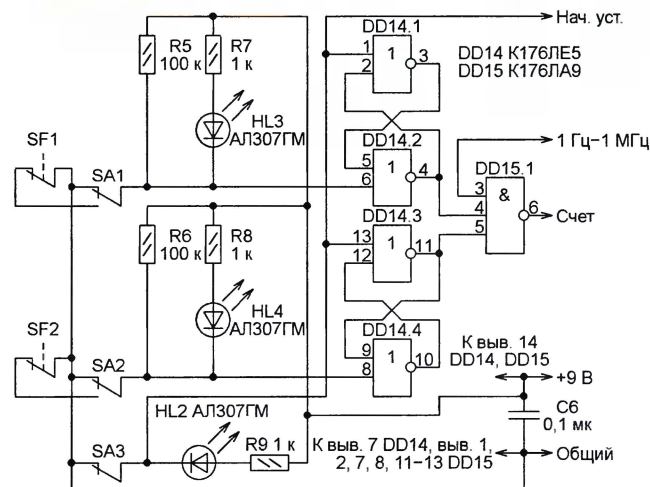 Нач. уст.
DD14.1
1
2
1
3
DD14 К176ЛЕ5
DD15 К176ЛА9
R5
100 к
R7
1 к
HL3
АЛ307ГМ
SF1
SA1
DD14.2
5
6
1
4
1 Гц–1 МГц
DD15.1
3
4
5
&
6
Счет
R6
100 к
R8
1 к
DD14.3
13
12
1
11
HL4
АЛ307ГМ
SF2
SA2
DD14.4
9
8
1
10
К выв. 14
DD14, DD15
+9 В
C6
0,1 мк
HL2 АЛ307ГМ
SA3
R9 1 к
К выв. 7 DD14, выв. 1,
2, 7, 8, 11–13 DD15
Общий